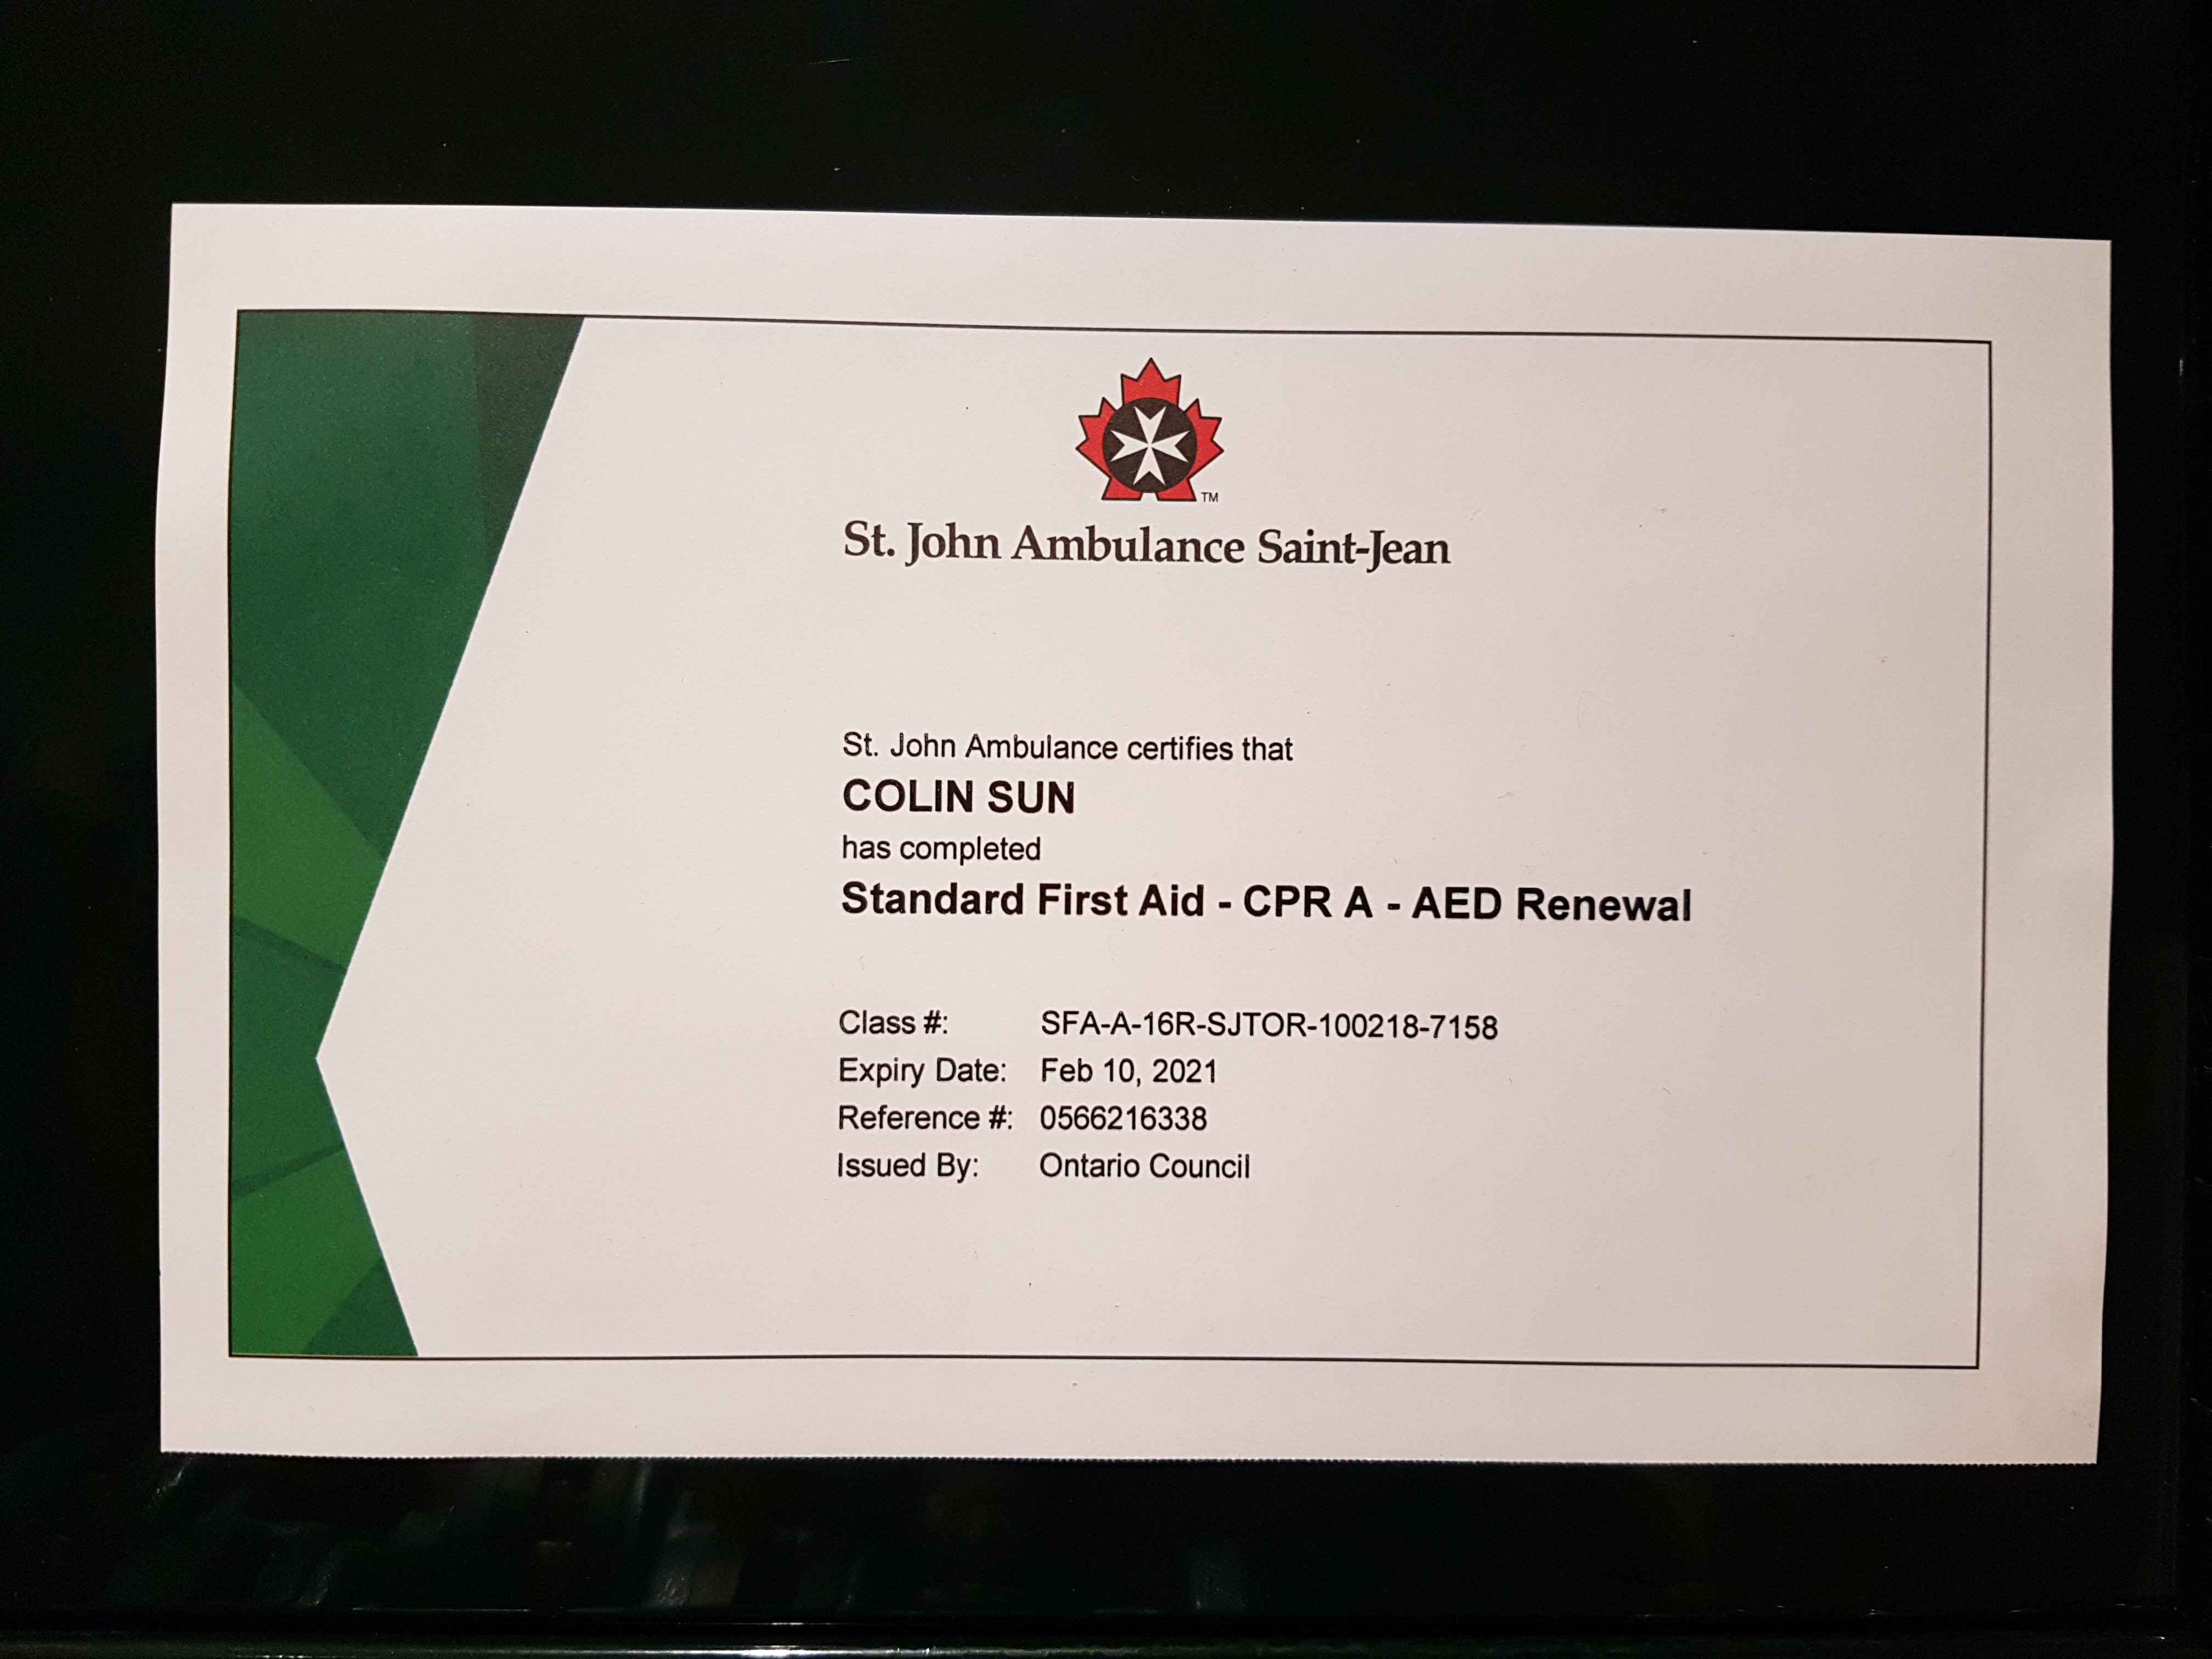 TM
St. John Ambulance Saint-Jean
St. John Ambulance certifies that
COLIN SUN
has completed
Standard First Aid - CPR A - AED Renewal
Class #: SFA-A-16R-SJTOR-100218-7158
Expiry Date: Feb 10, 2021
Reference #: 0566216338
Issued By: Ontario Council